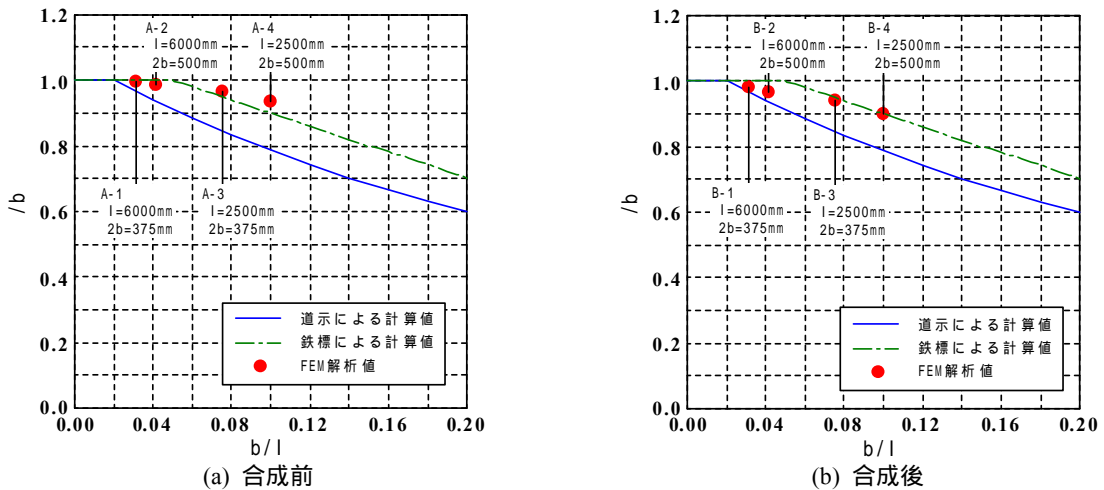 1.2
1.0
0.8
0.6
0.4
0.2
0.0
/b
A-2
l=6000mm
2b=500mm
A-4
l=2500mm
2b=500mm
A-1
l=6000mm
2b=375mm
A-3
l=2500mm
2b=375mm
道示による計算値
鉄標による計算値
FEM解析値
0.00 0.04 0.08 0.12 0.16 0.20
b/l
(a) 合成前
1.2
1.0
0.8
0.6
0.4
0.2
0.0
/b
B-2
l=6000mm
2b=500mm
B-4
l=2500mm
2b=500mm
B-1
l=6000mm
2b=375mm
B-3
l=2500mm
2b=375mm
道示による計算値
鉄標による計算値
FEM解析値
0.00 0.04 0.08 0.12 0.16 0.20
b/l
(b) 合成後